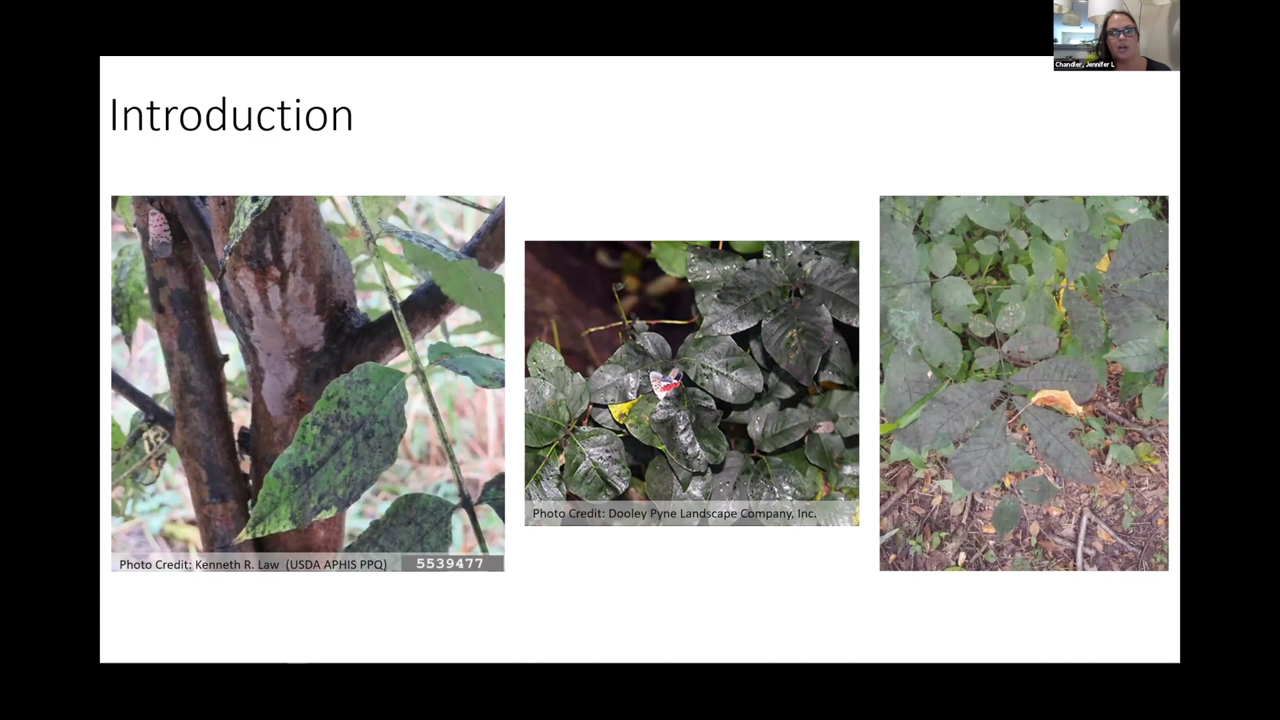 Chandler, Jennifer L
Introduction
Photo Credit: Kenneth R. Law (USDA APHIS PPQ)
5539477
Photo Credit: Dooley Pyne Landscape Company, Inc.